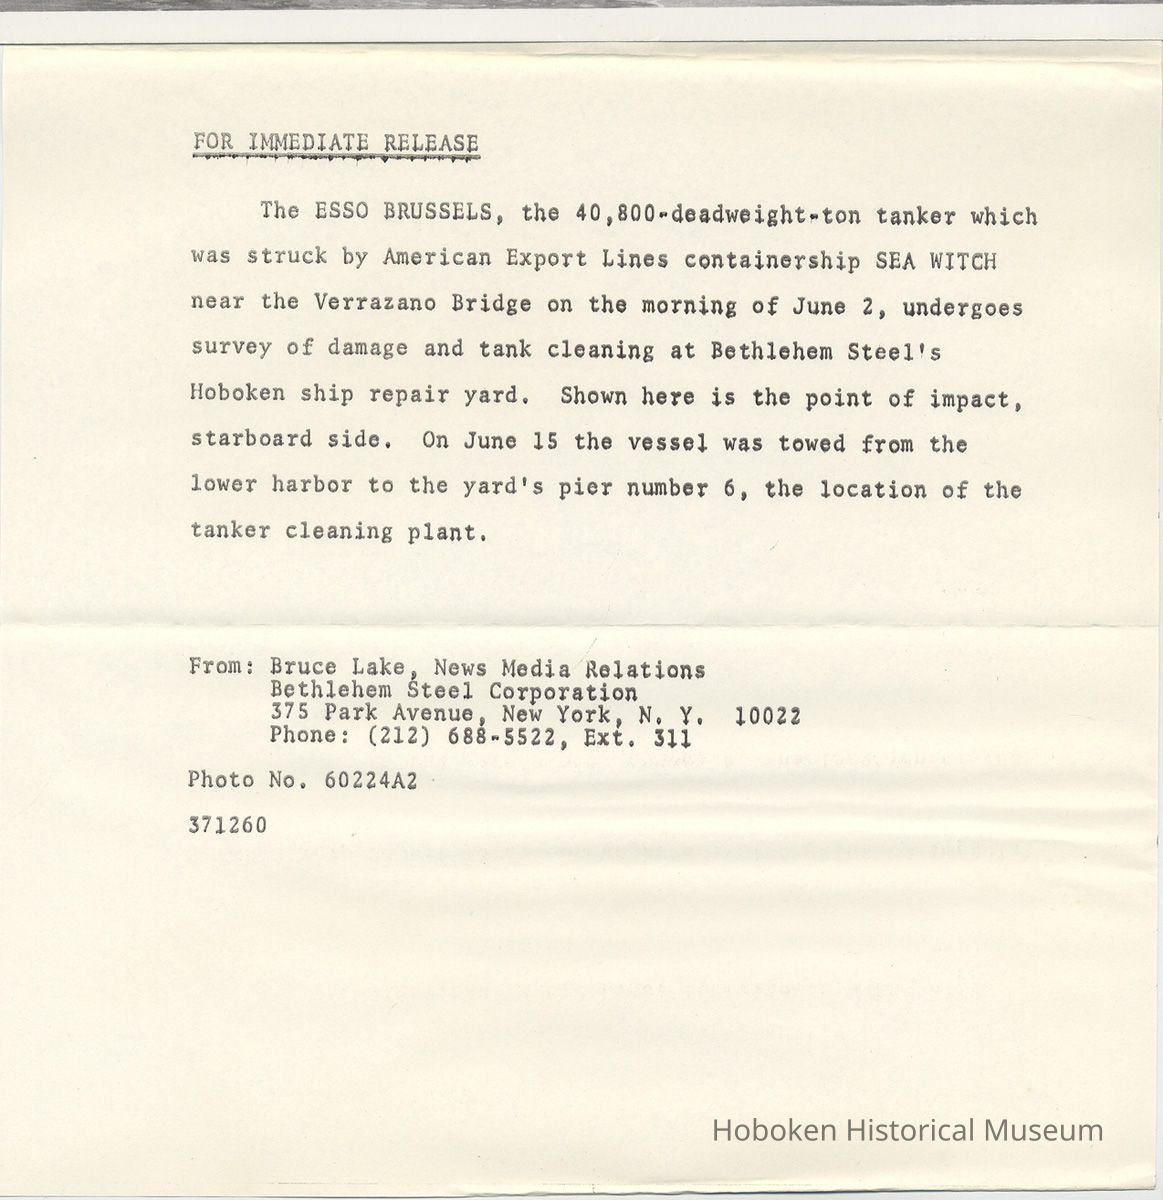 FOR IMMEDIATE RELEASE
The ESSO BRUSSELS, the 40,800-deadweight-ton tanker which
was struck by American Export Lines containership SEA WITCH
near the Verrazano Bridge on the morning of June 2, undergoes
survey of damage and tank cleaning at Bethlehem Steel's
Hoboken ship repair yard.  Shown here is the point of impact,
starboard side.  On June 15 the vessel was towed from the
lower harbor to the yard's pier number 6, the location of the
tanker cleaning plant.
From: Bruce Lake, News Media Relations
Bethlehem Steel Corporation
375 Park Avenue, New York, N. Y.  10022
Phone: (212) 688-5522, Ext. 311
Photo No. 60224A2
371260
Hoboken Historical Museum